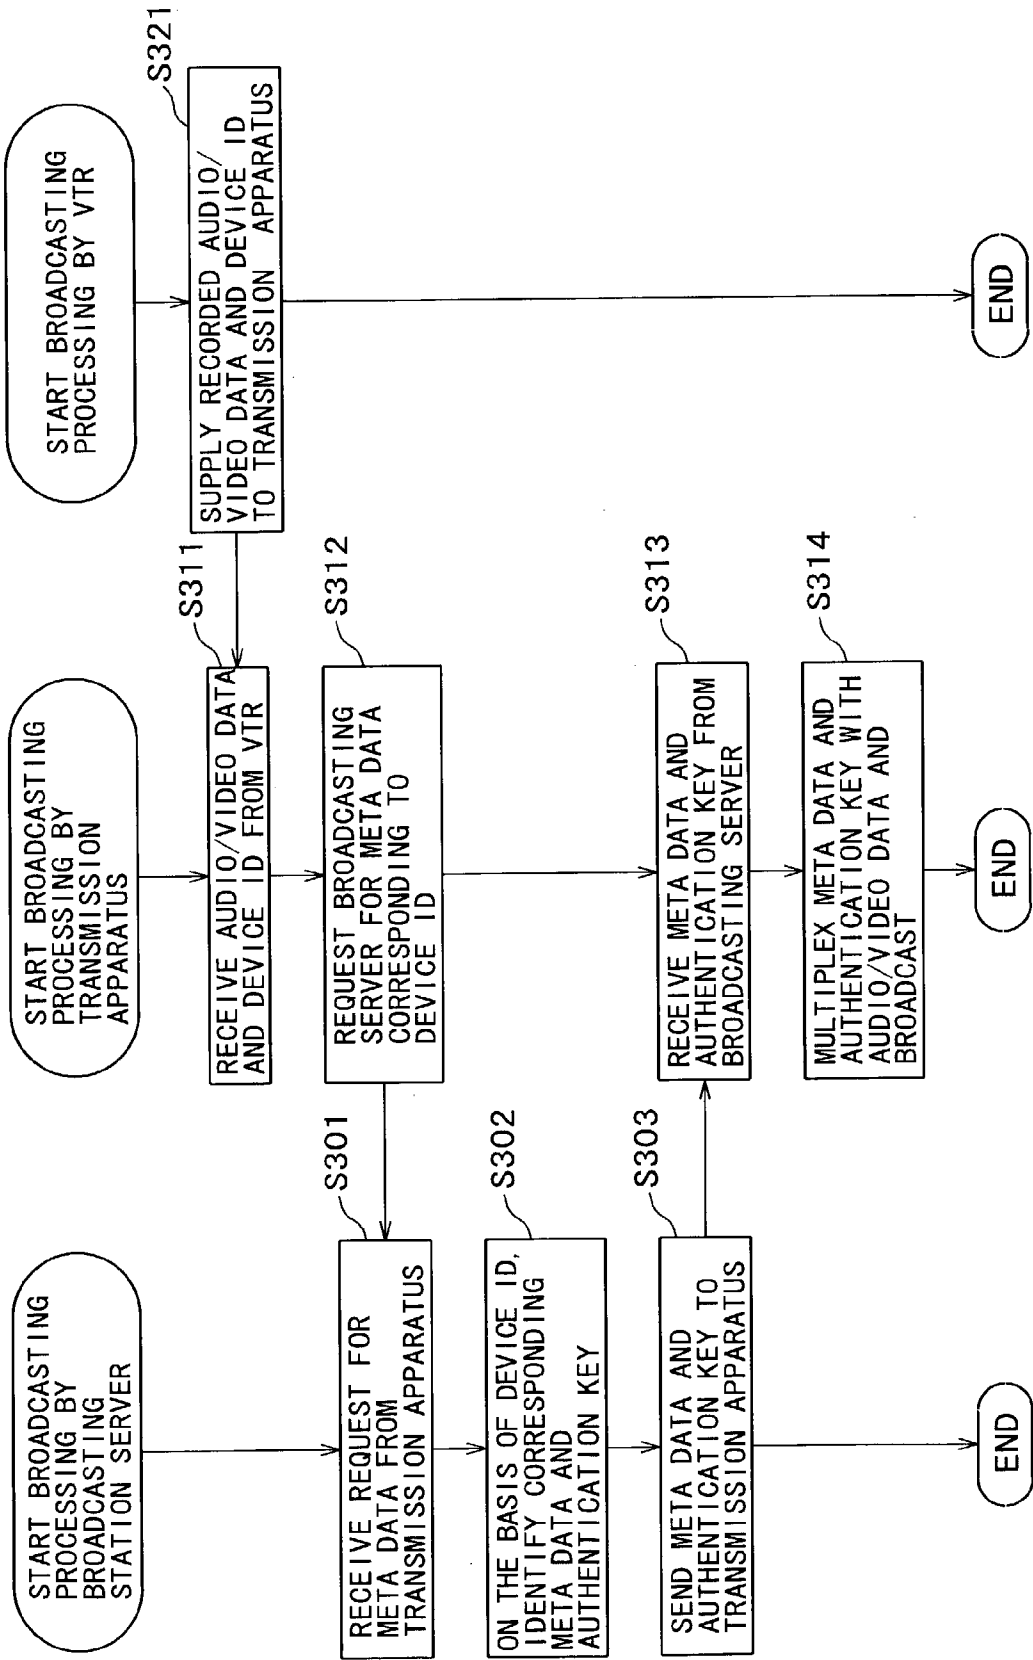 START BROADCASTING
PROCESSING BY
BROADCASTING
STATION SERVER
S301
RECEIVE REQUEST FOR
META DATA FROM
TRANSMISSION APPARATUS
S302
ON THE BASIS OF DEVICE ID,
IDENTIFY CORRESPONDING
META DATA AND
AUTHENTICATION KEY
S303
SEND META DATA AND
AUTHENTICATION KEY TO
TRANSMISSION APPARATUS
END
START BROADCASTING
PROCESSING BY
TRANSMISSION
APPARATUS
S311
RECEIVE AUDIO/VIDEO DATA
AND DEVICE ID FROM VTR
S312
REQUEST BROADCASTING
SERVER FOR META DATA
CORRESPONDING TO
DEVICE ID
S313
RECEIVE META DATA AND
AUTHENTICATION KEY FROM
BROADCASTING SERVER
S314
MULTIPLEX META DATA AND
AUTHENTICATION KEY WITH
AUDIO/VIDEO DATA AND
BROADCAST
END
START BROADCASTING
PROCESSING BY VTR
S321
SUPPLY RECORDED AUDIO/
VIDEO DATA AND DEVICE ID
TO TRANSMISSION APPARATUS
END